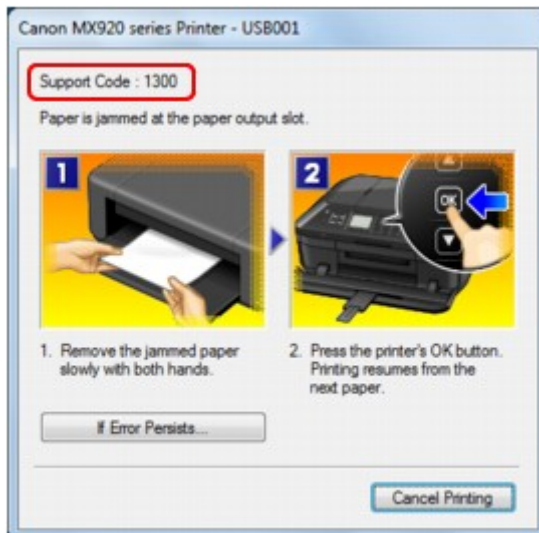 Canon MX920 series Printer - USB001
Support Code : 1300
Paper is jammed at the paper output slot.
1
2
OK
1. Remove the jammed paper
slowly with both hands.
2. Press the printer's OK button.
Printing resumes from the
next paper.
If Error Persists...
Cancel Printing